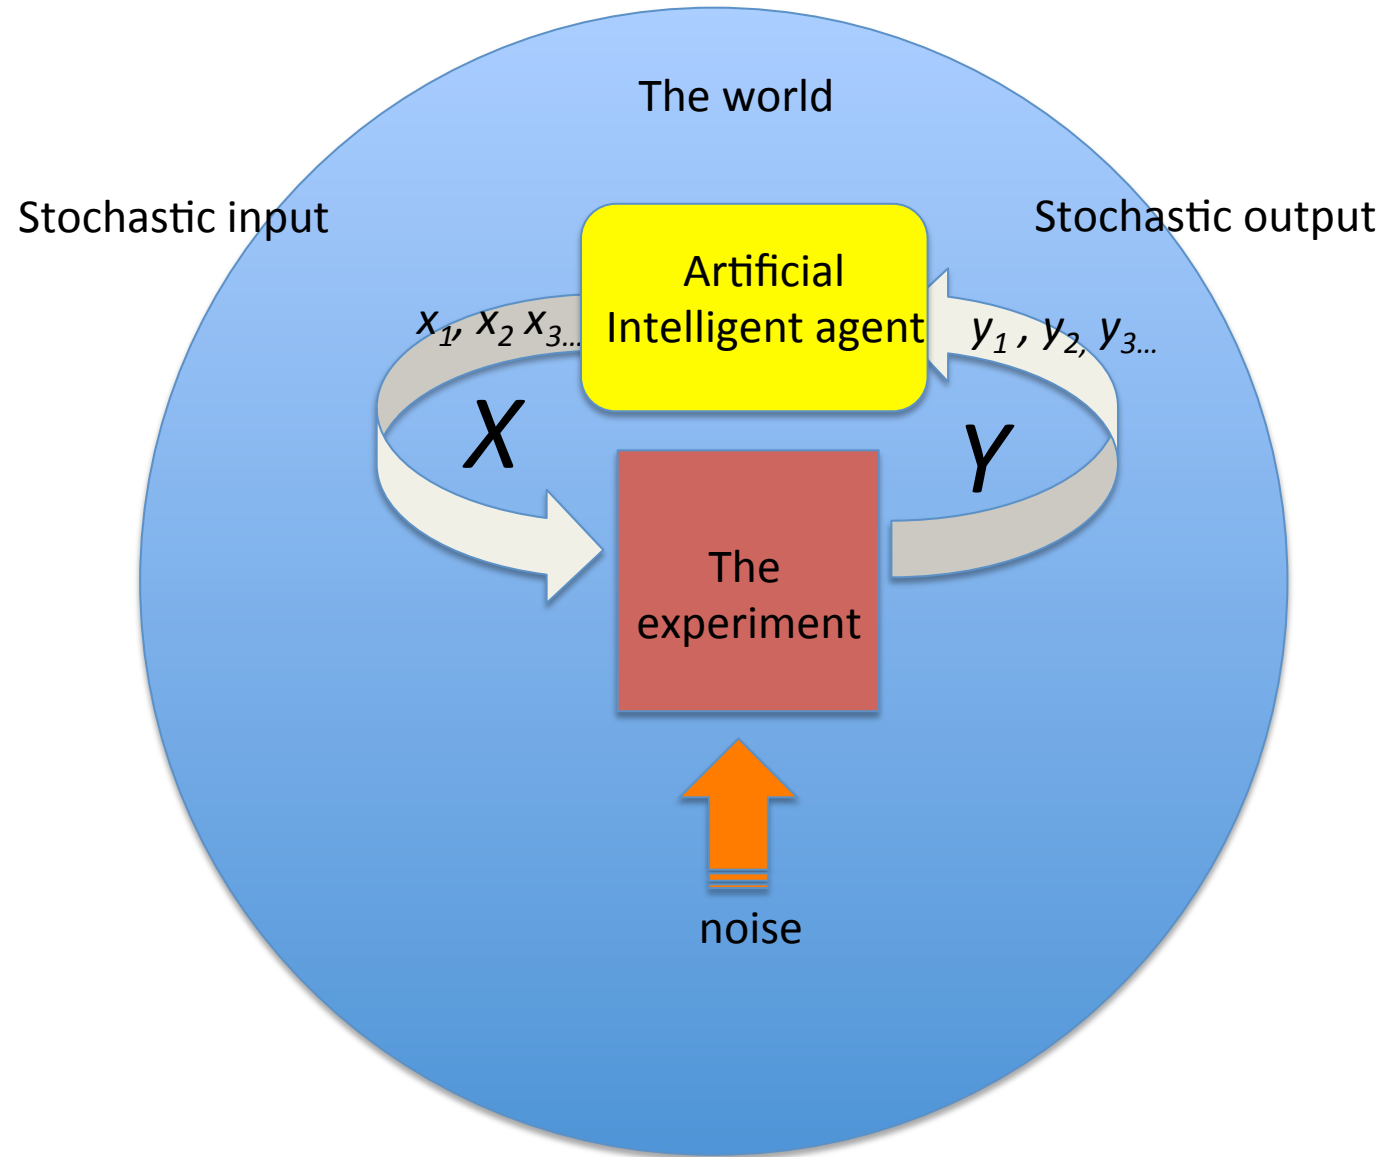 The world
Stochastic input
Stochastic output
Artificial
Intelligent agent
x1, x2 x3...
y1 , y2, y3...
X
Y
The
experiment
noise